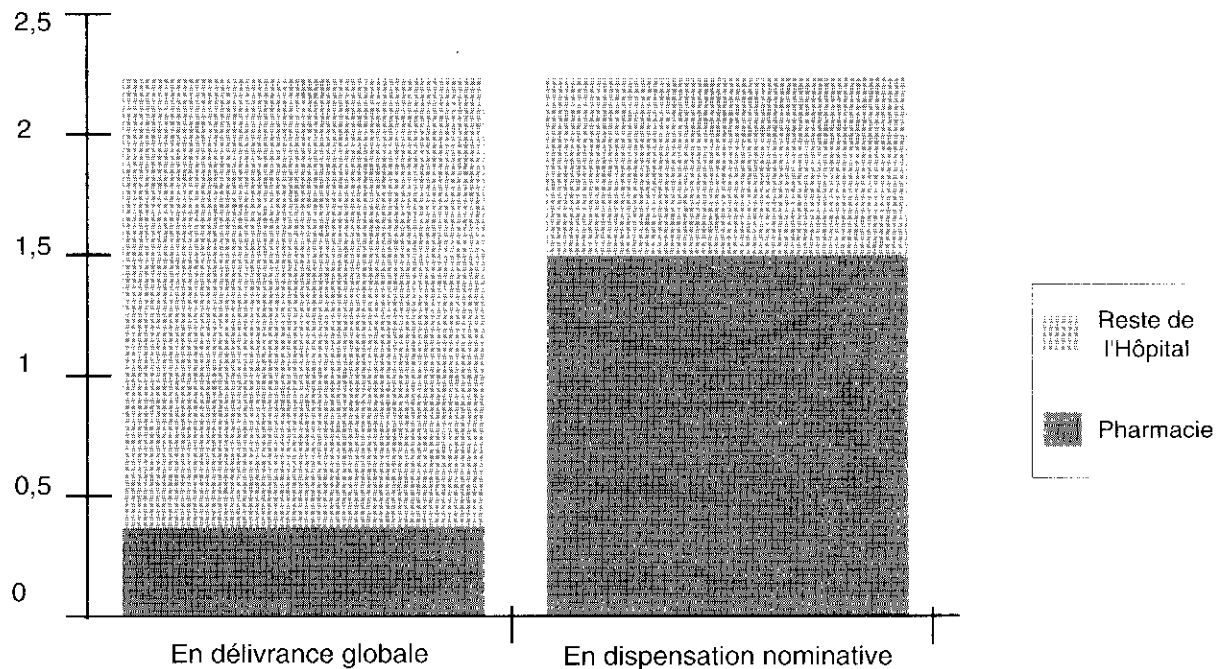 2,5
2
1,5
1
0,5
0
En délivrance globale
En dispensation nominative
Reste de
l'Hôpital
Pharmacie